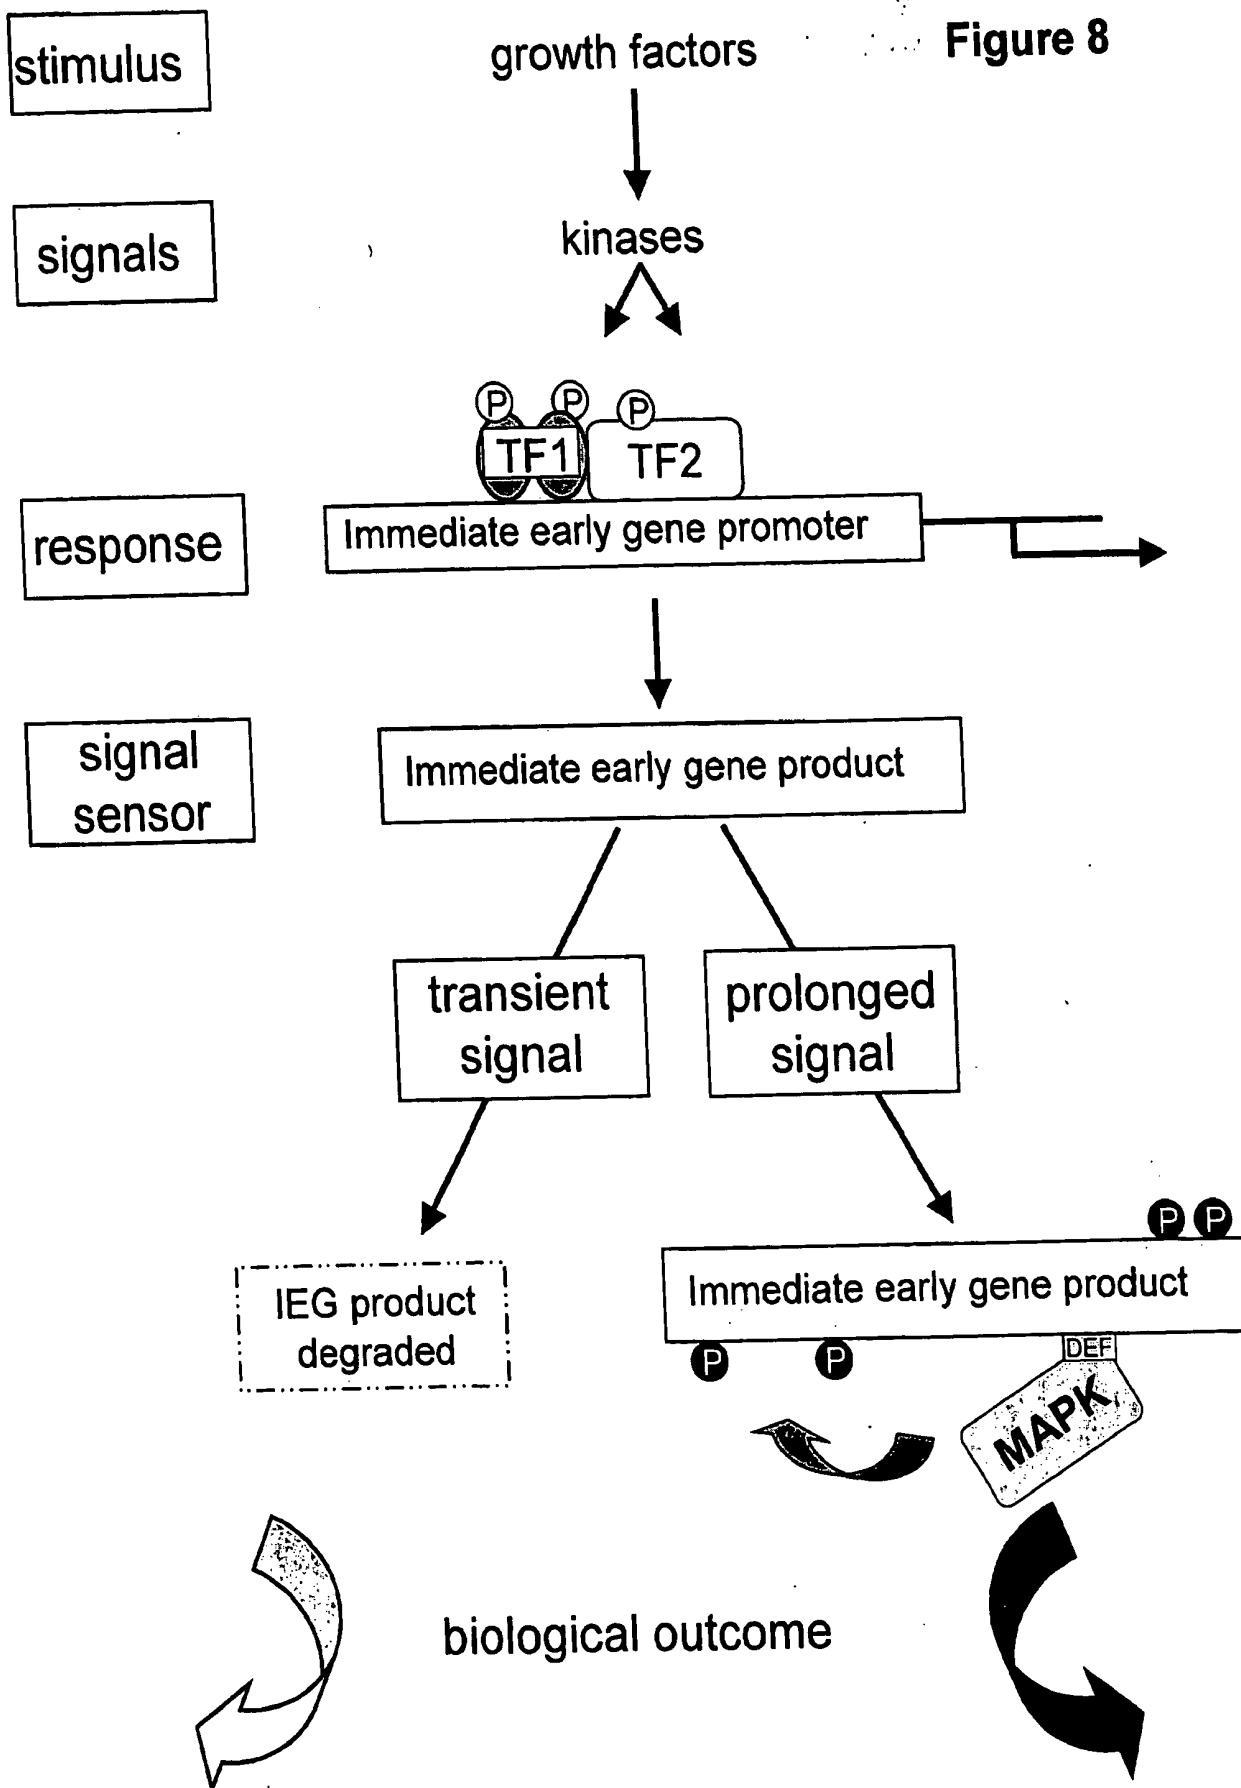 Figure 8
stimulus
growth factors
signals
kinases
P
P
P
TF1
TF2
response
Immediate early gene promoter
signal
sensor
Immediate early gene product
transient
signal
prolonged
signal
P P
IEG product
degraded
Immediate early gene product
P
P
DEF
MAPK
biological outcome